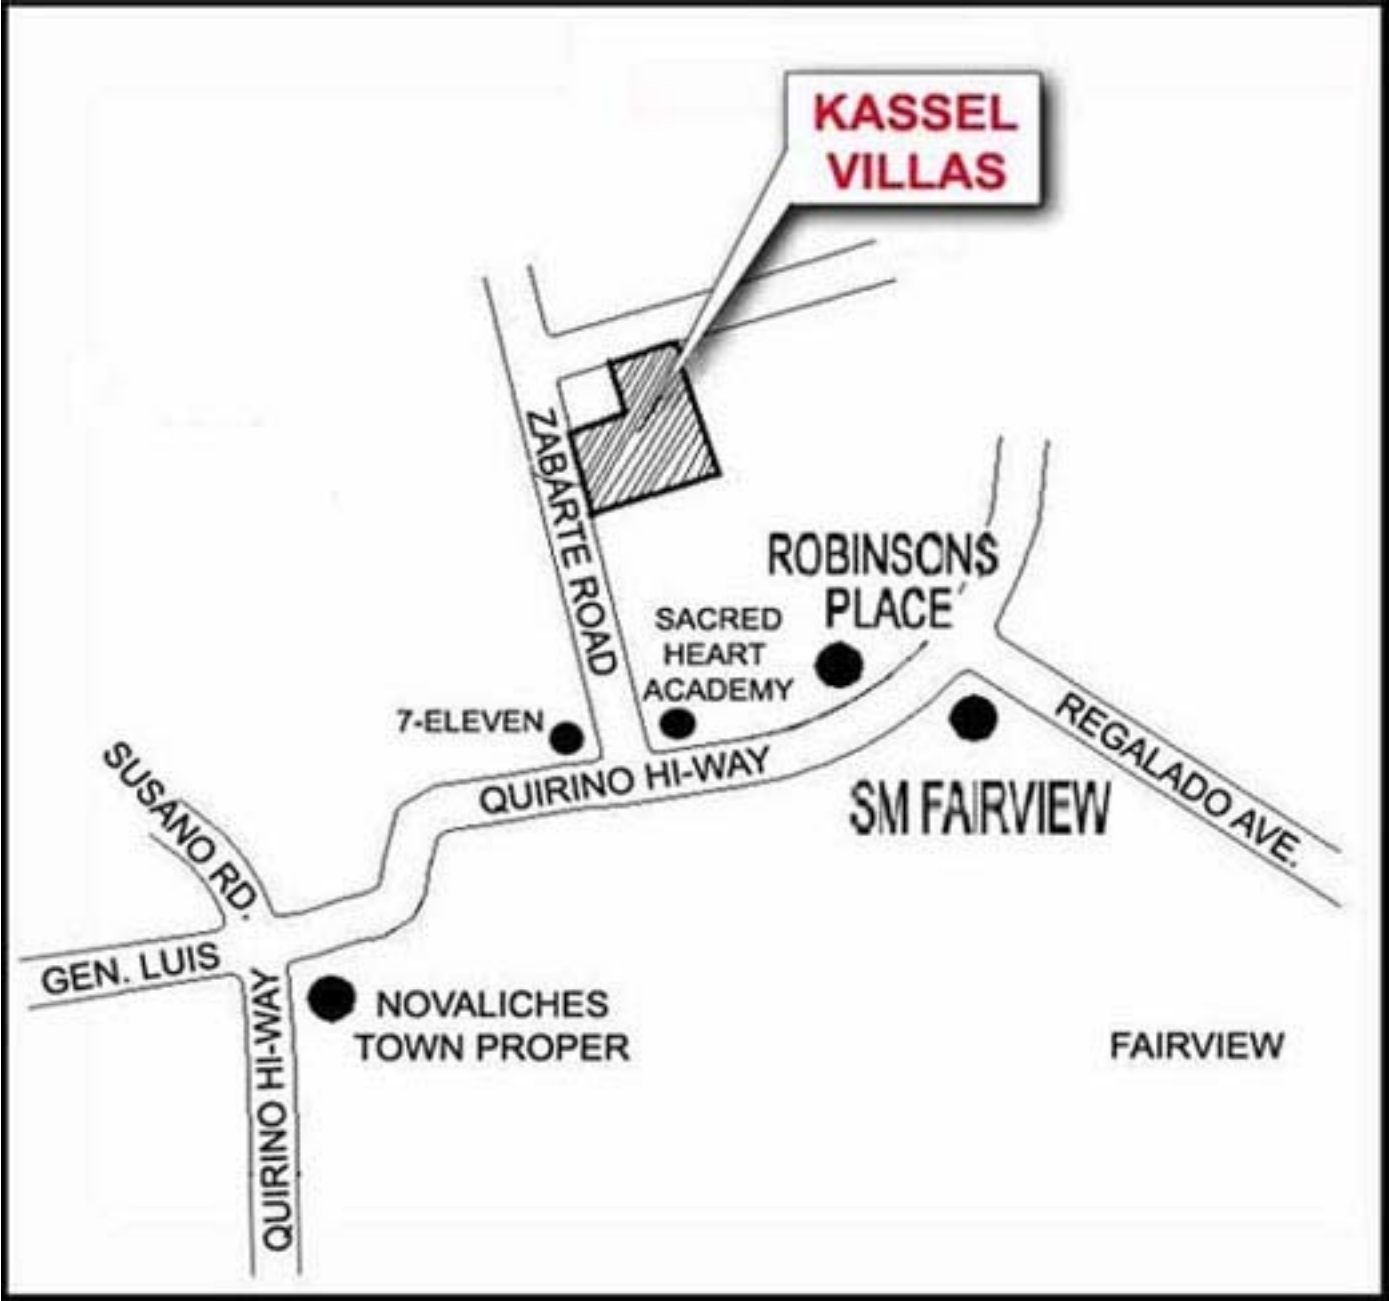 KASSEL
VILLAS
ZABARTE ROAD
ROBINSONS
PLACE
SACRED
HEART
ACADEMY
7-ELEVEN
QUIRINO HI-WAY
SM FAIRVIEW
REGALADO AVE.
SUSANO RD.
GEN. LUIS
QUIRINO HI-WAY
NOVALICHES
TOWN PROPER
FAIRVIEW